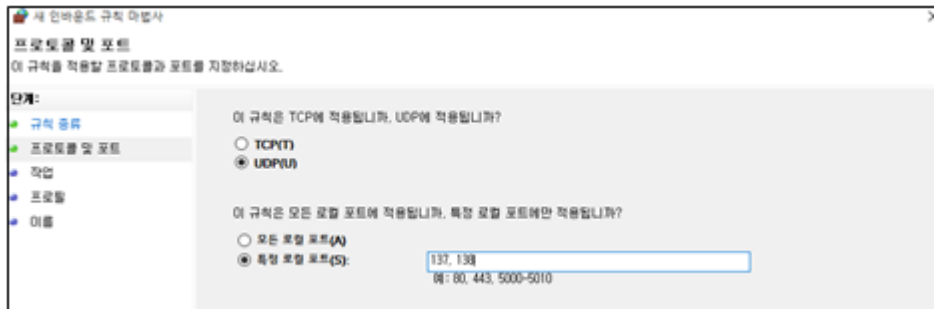 새 인바운드 규칙 마법사
프로토콜 및 포트
이 규칙을 적용할 프로토콜과 포트를 지정하십시오.
단계:
규칙 종류
프로토콜 및 포트
작업
프로필
이름
이 규칙은 TCP에 적용됩니까, UDP에 적용됩니까?
TCP(T)
UDP(U)
이 규칙은 모든 로컬 포트에 적용됩니까, 특정 로컬 포트에만 적용됩니까?
모든 로컬 포트(A)
특정 로컬 포트(S):
137, 138
예: 80, 443, 5000-5010